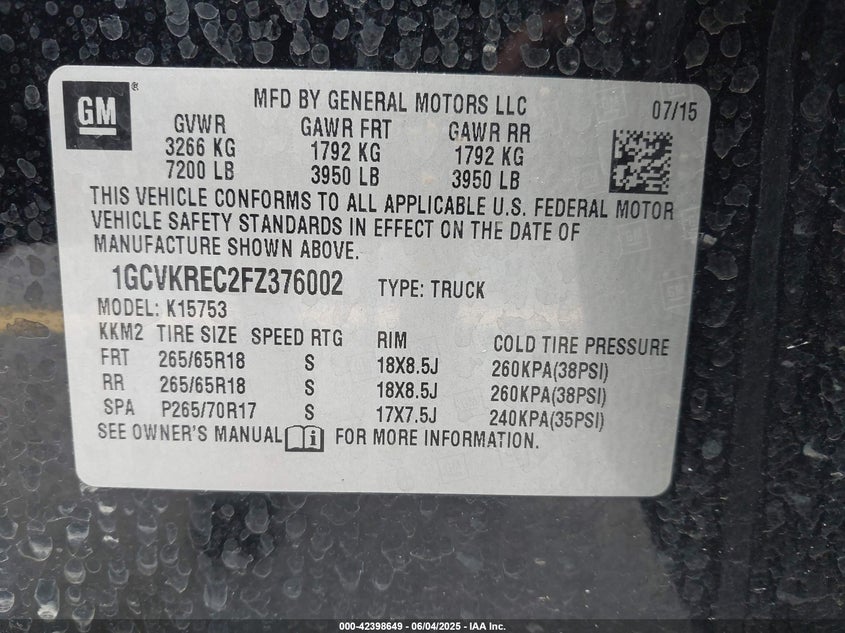 GM ®
MFD BY GENERAL MOTORS LLC 07/15
GVWR GAWR FRT GAWR RR
3266 KG 1792 KG 1792 KG
7200 LB 3950 LB 3950 LB
THIS VEHICLE CONFORMS TO ALL APPLICABLE U.S. FEDERAL MOTOR
VEHICLE SAFETY STANDARDS IN EFFECT ON THE DATE OF
MANUFACTURE SHOWN ABOVE.
1GCVKREC2FZ376002 TYPE: TRUCK
MODEL: K15753
KKM2 TIRE SIZE SPEED RTG RIM COLD TIRE PRESSURE
FRT 265/65R18 S 18X8.5J 260KPA(38PSI)
RR 265/65R18 S 18X8.5J 260KPA(38PSI)
SPA P265/70R17 S 17X7.5J 240KPA(35PSI)
SEE OWNER'S MANUAL i FOR MORE INFORMATION.
000-42398649 - 06/04/2025 - IAA Inc.